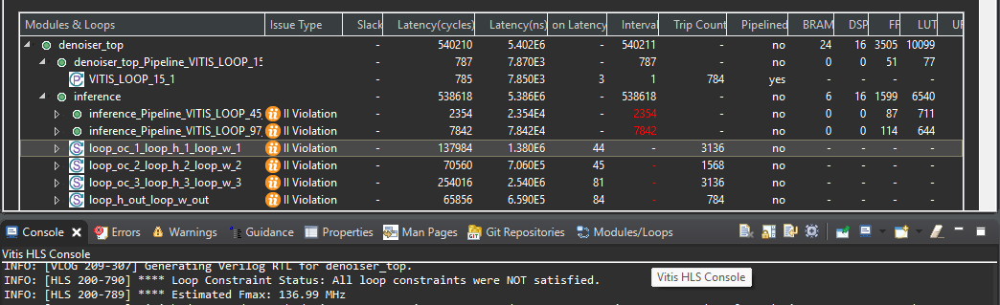 Modules & Loops Issue Type Slack Latency(cycles) Latency(ns) on Latency Interval Trip Count Pipelined BRAM DSP FF LUT UR
denoiser_top - 540210 5.402E6 - 540211 - no 24 16 3505 10099
denoiser_top_Pipeline_VITIS_LOOP_15 - 787 7.870E3 - 787 - no 0 0 51 77
VITIS_LOOP_15_1 - 785 7.850E3 3 1 784 yes - - - -
inference - 538618 5.386E6 - 538618 - no 6 16 1599 6540
inference_Pipeline_VITIS_LOOP_45_ II Violation - 2354 2.354E4 - 2354 - no 0 0 87 711
inference_Pipeline_VITIS_LOOP_97_ II Violation - 7842 7.842E4 - 7842 - no 0 0 114 644
loop_oc_1_loop_h_1_loop_w_1 II Violation - 137984 1.380E6 44 - 3136 no - - - -
loop_oc_2_loop_h_2_loop_w_2 II Violation - 70560 7.060E5 45 - 1568 no - - - -
loop_oc_3_loop_h_3_loop_w_3 II Violation - 254016 2.540E6 81 - 3136 no - - - -
loop_h_out_loop_w_out II Violation - 65856 6.590E5 84 - 784 no - - - -
Console Errors Warnings Guidance Properties Man Pages Git Repositories Modules/Loops
Vitis HLS Console
INFO: [VLOG 209-307] Generating Verilog RTL for denoiser_top.
INFO: [HLS 200-790] **** Loop Constraint Status: All loop constraints were NOT satisfied.
Vitis HLS Console
INFO: [HLS 200-789] **** Estimated Fmax: 136.99 MHz